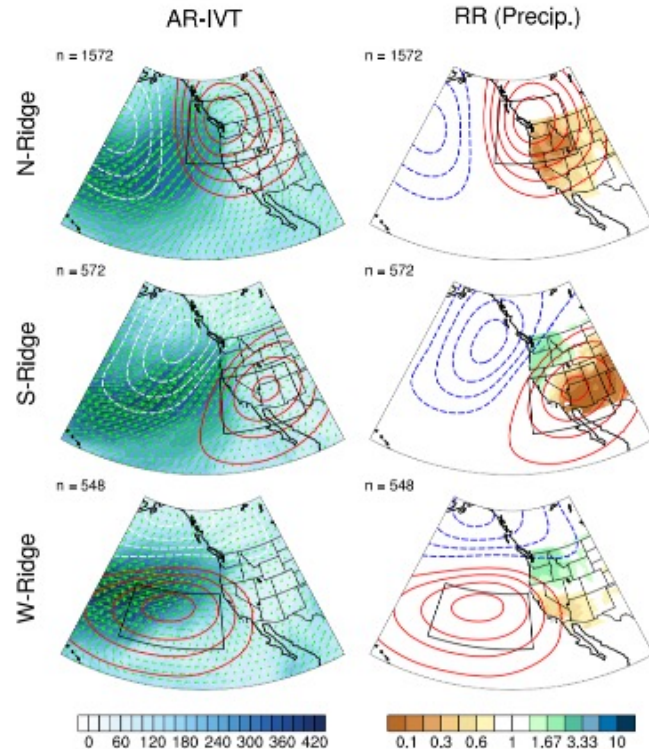 AR-IVT RR (Precip.)
n = 1572 n = 1572
N-Ridge
n = 572 n = 572
S-Ridge
n = 548 n = 548
W-Ridge
0 60 120 180 240 300 360 420 0.1 0.3 0.6 1 1.67 3.33 10